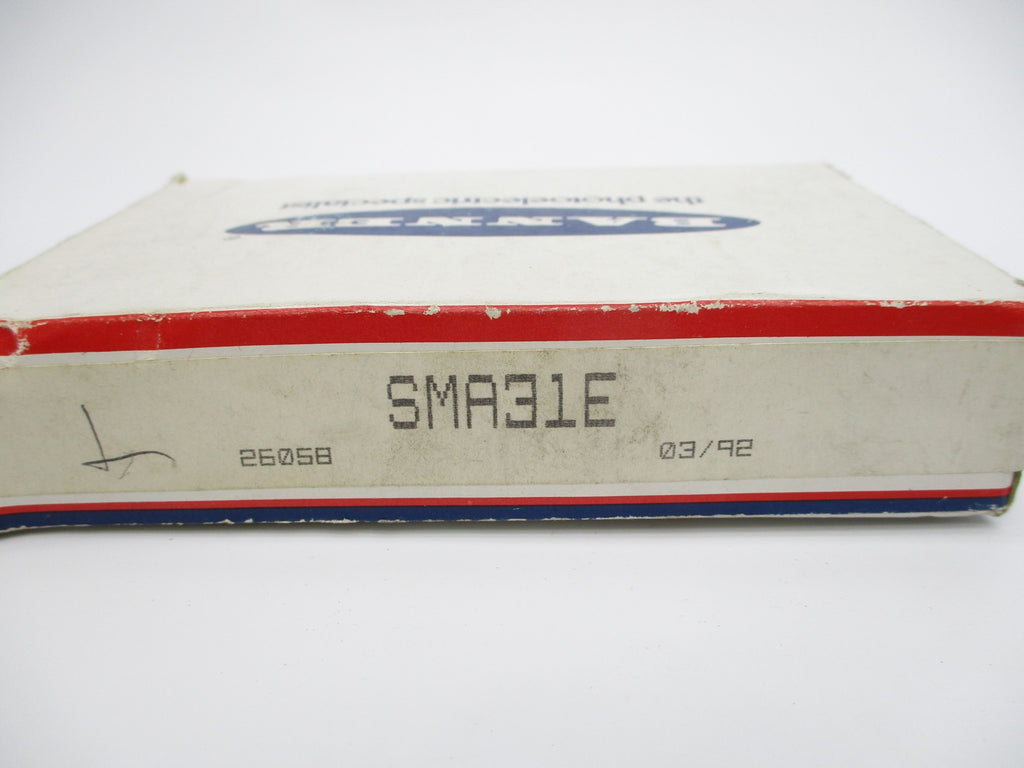 the photoelectric specialist
BANNER
SMA31E
26058 03/92